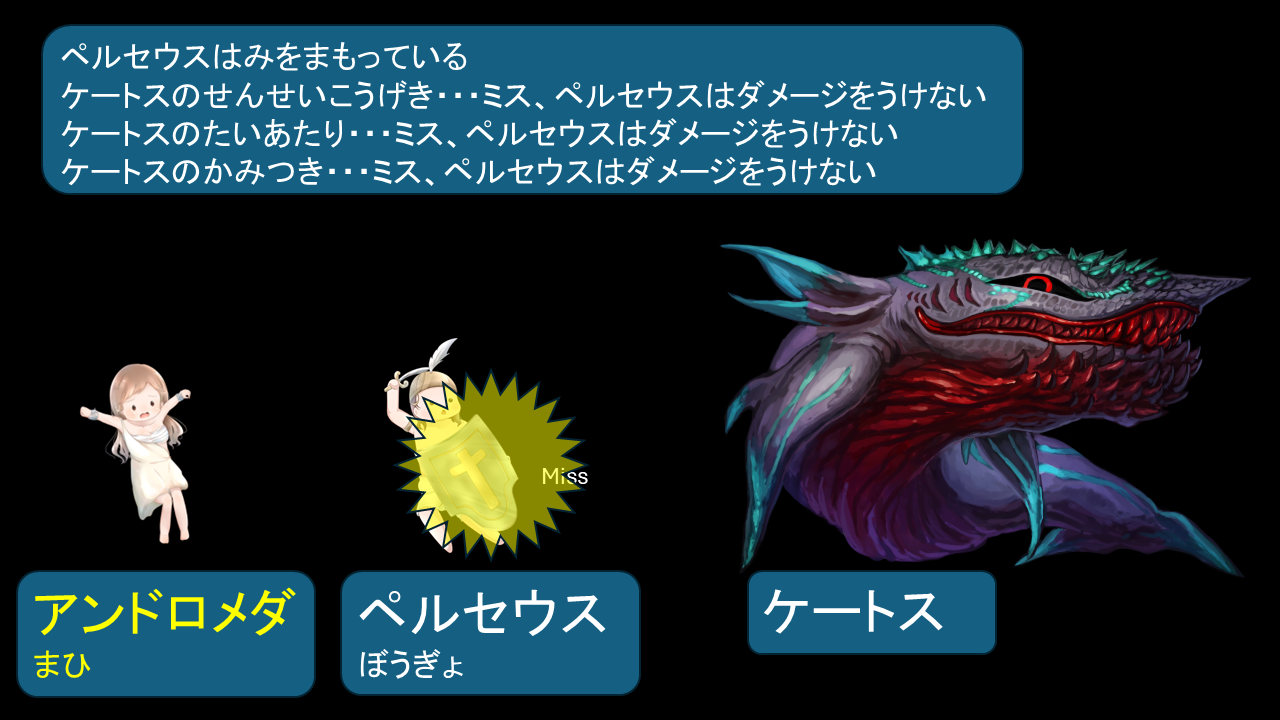 ペルセウスはみをまもっている
ケートスのせんせいこうげき・・・ミス、ペルセウスはダメージをうけない
ケートスのたいあたり・・・ミス、ペルセウスはダメージをうけない
ケートスのかみつき・・・ミス、ペルセウスはダメージをうけない
Miss
アンドロメダ
まひ
ペルセウス
ぼうぎょ
ケートス